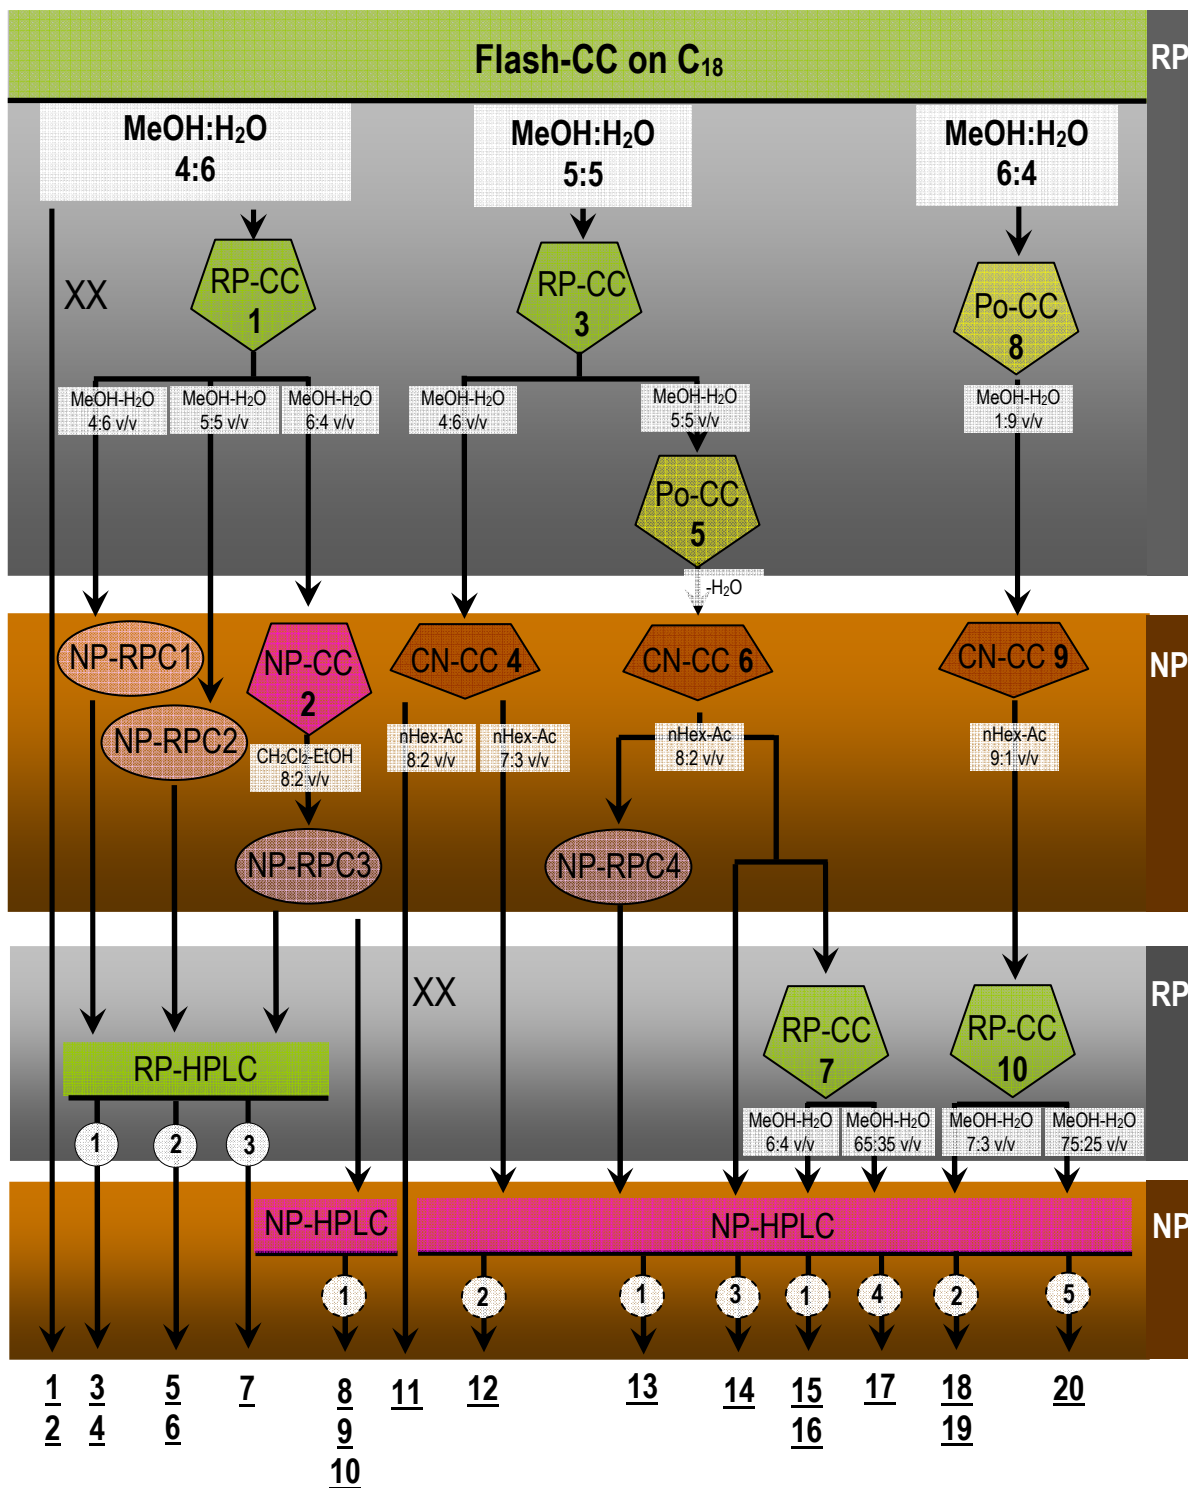 Flash-CC on C18
RP
MeOH:H2O
4:6
MeOH:H2O
5:5
MeOH:H2O
6:4
XX
RP-CC
1
RP-CC
3
Po-CC
8
MeOH-H2O
4:6 v/v
MeOH-H2O
5:5 v/v
MeOH-H2O
6:4 v/v
MeOH-H2O
4:6 v/v
MeOH-H2O
5:5 v/v
MeOH-H2O
1:9 v/v
Po-CC
5
-H2O
NP
NP-RPC1
NP-CC
2
CN-CC 4
CN-CC 6
CN-CC 9
NP-RPC2
CH2Cl2-EtOH
8:2 v/v
nHex-Ac
8:2 v/v
nHex-Ac
7:3 v/v
nHex-Ac
8:2 v/v
nHex-Ac
9:1 v/v
NP-RPC3
NP-RPC4
RP
XX
RP-CC
7
RP-CC
10
RP-HPLC
1
2
3
MeOH-H2O
6:4 v/v
MeOH-H2O
65:35 v/v
MeOH-H2O
7:3 v/v
MeOH-H2O
75:25 v/v
NP
NP-HPLC
NP-HPLC
1
2
1
3
1
4
2
5
1
2
3
4
5
6
7
8
9
10
11
12
13
14
15
16
17
18
19
20